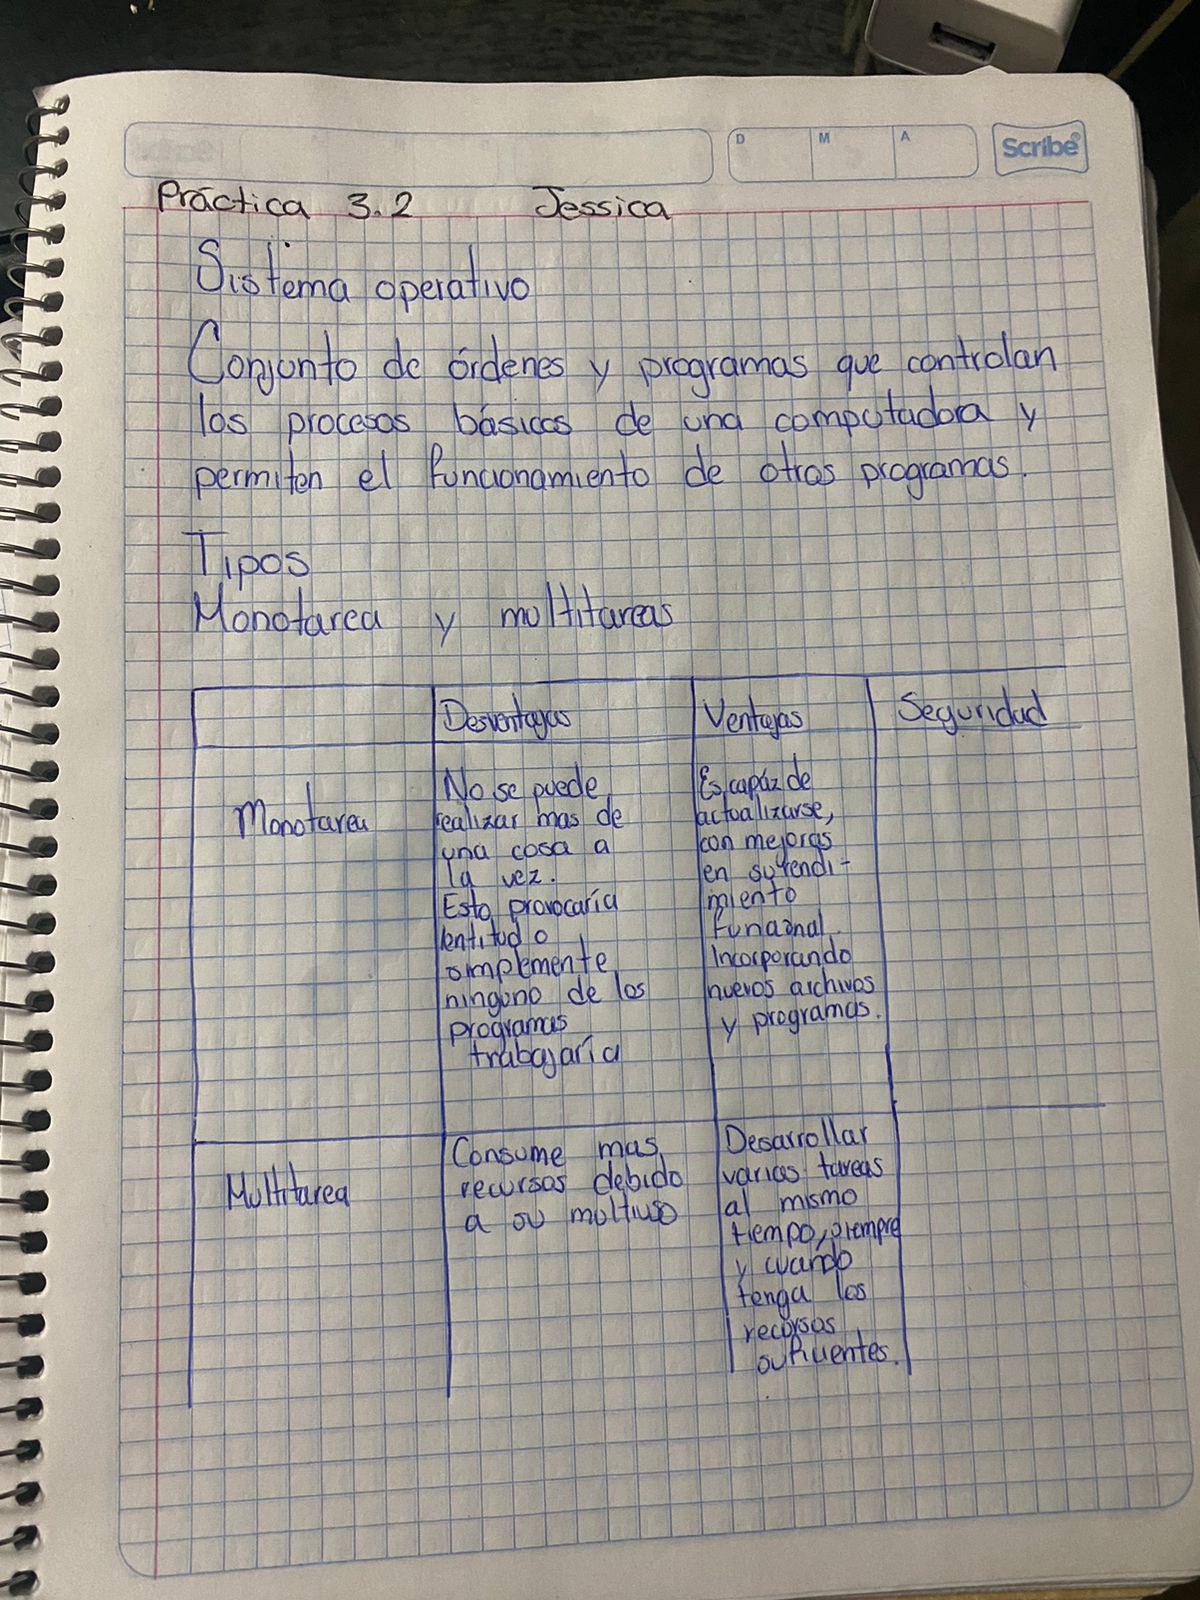 D M A Scribe
Práctica 3.2 Jessica
Sistema operativo
Conjunto de órdenes y programas que controlan
los procesos básicos de una computadora y
permiten el funcionamiento de otros programas.
Tipos
Monotarea y multitareas
Desventajas Ventajas Seguridad
Monotarea
No se puede
realizar mas de
una cosa a
la vez.
Esto provocaría
lentitud o
simplemente
ninguno de los
programas
trabajaría
Es capáz de
actualizarse,
con mejoras
en su rendi-
miento
funcional.
Incorporando
nuevos archivos
y programas.
Multitarea
Consume mas
recursos debido
a su multiuso
Desarrollar
varias tareas
al mismo
tiempo, siempre
y cuando
tenga los
recursos
suficientes.